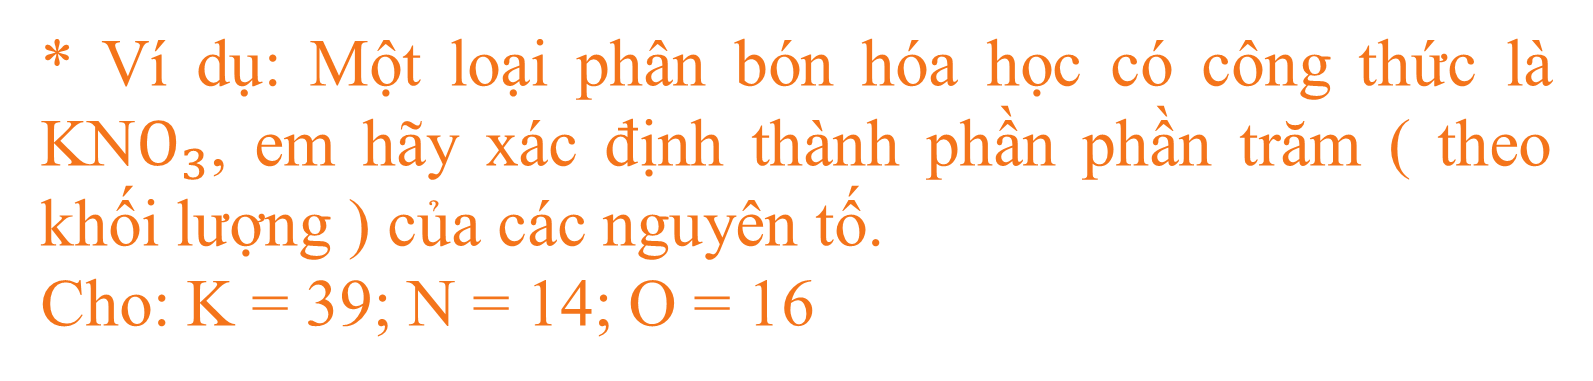 * Ví dụ: Một loại phân bón hóa học có công thức là
KNO₃, em hãy xác định thành phần phần trăm ( theo
khối lượng ) của các nguyên tố.
Cho: K = 39; N = 14; O = 16